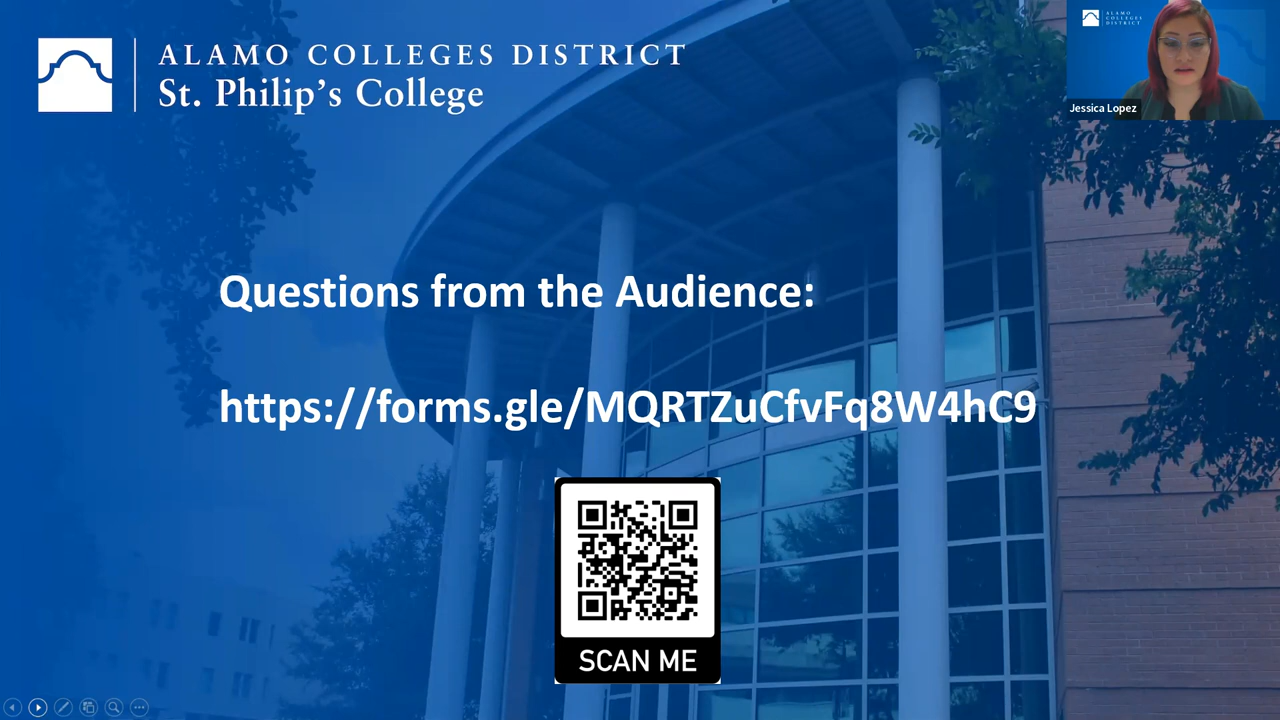 ALAMO COLLEGES DISTRICT
St. Philip's College
ALAMO
COLLEGES
DISTRICT
Jessica Lopez
Questions from the Audience:
https://forms.gle/MQRTZuCfvFq8W4hC9
SCAN ME